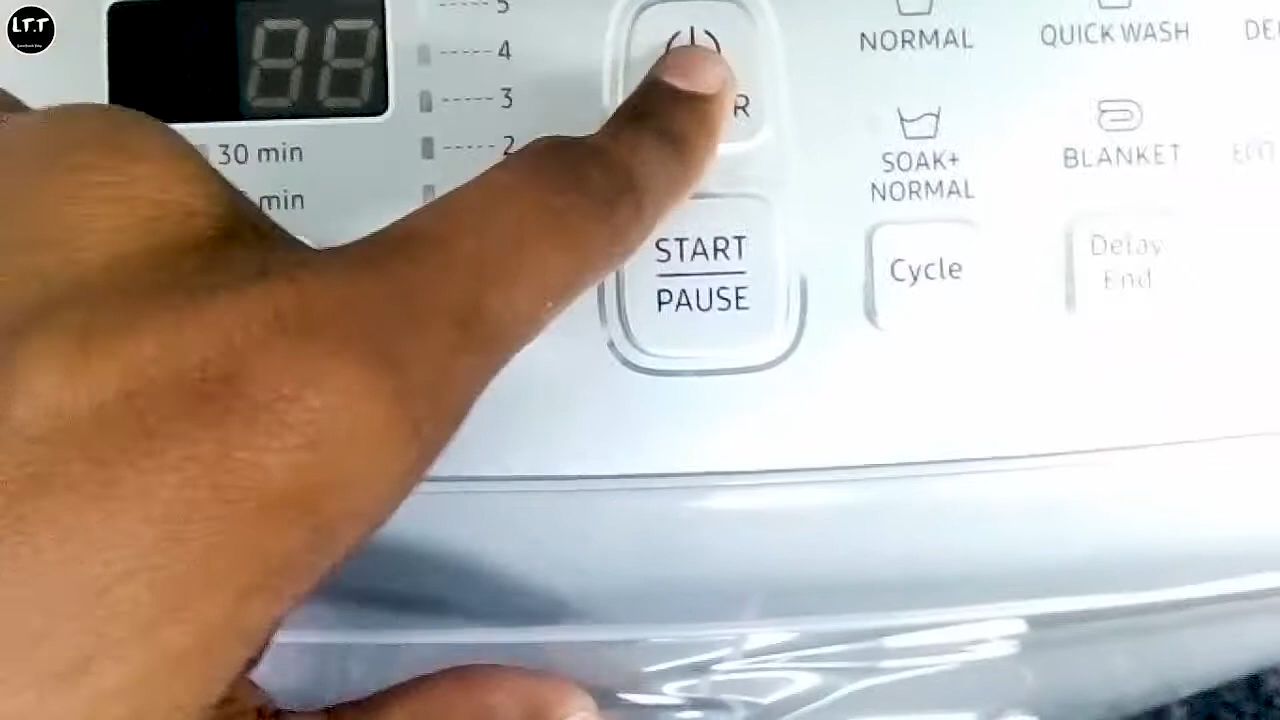 L.T.T
88
30 min
min
5
4
3
2
R
START
PAUSE
NORMAL
QUICK WASH
SOAK+
NORMAL
BLANKET
Cycle
Delay
End